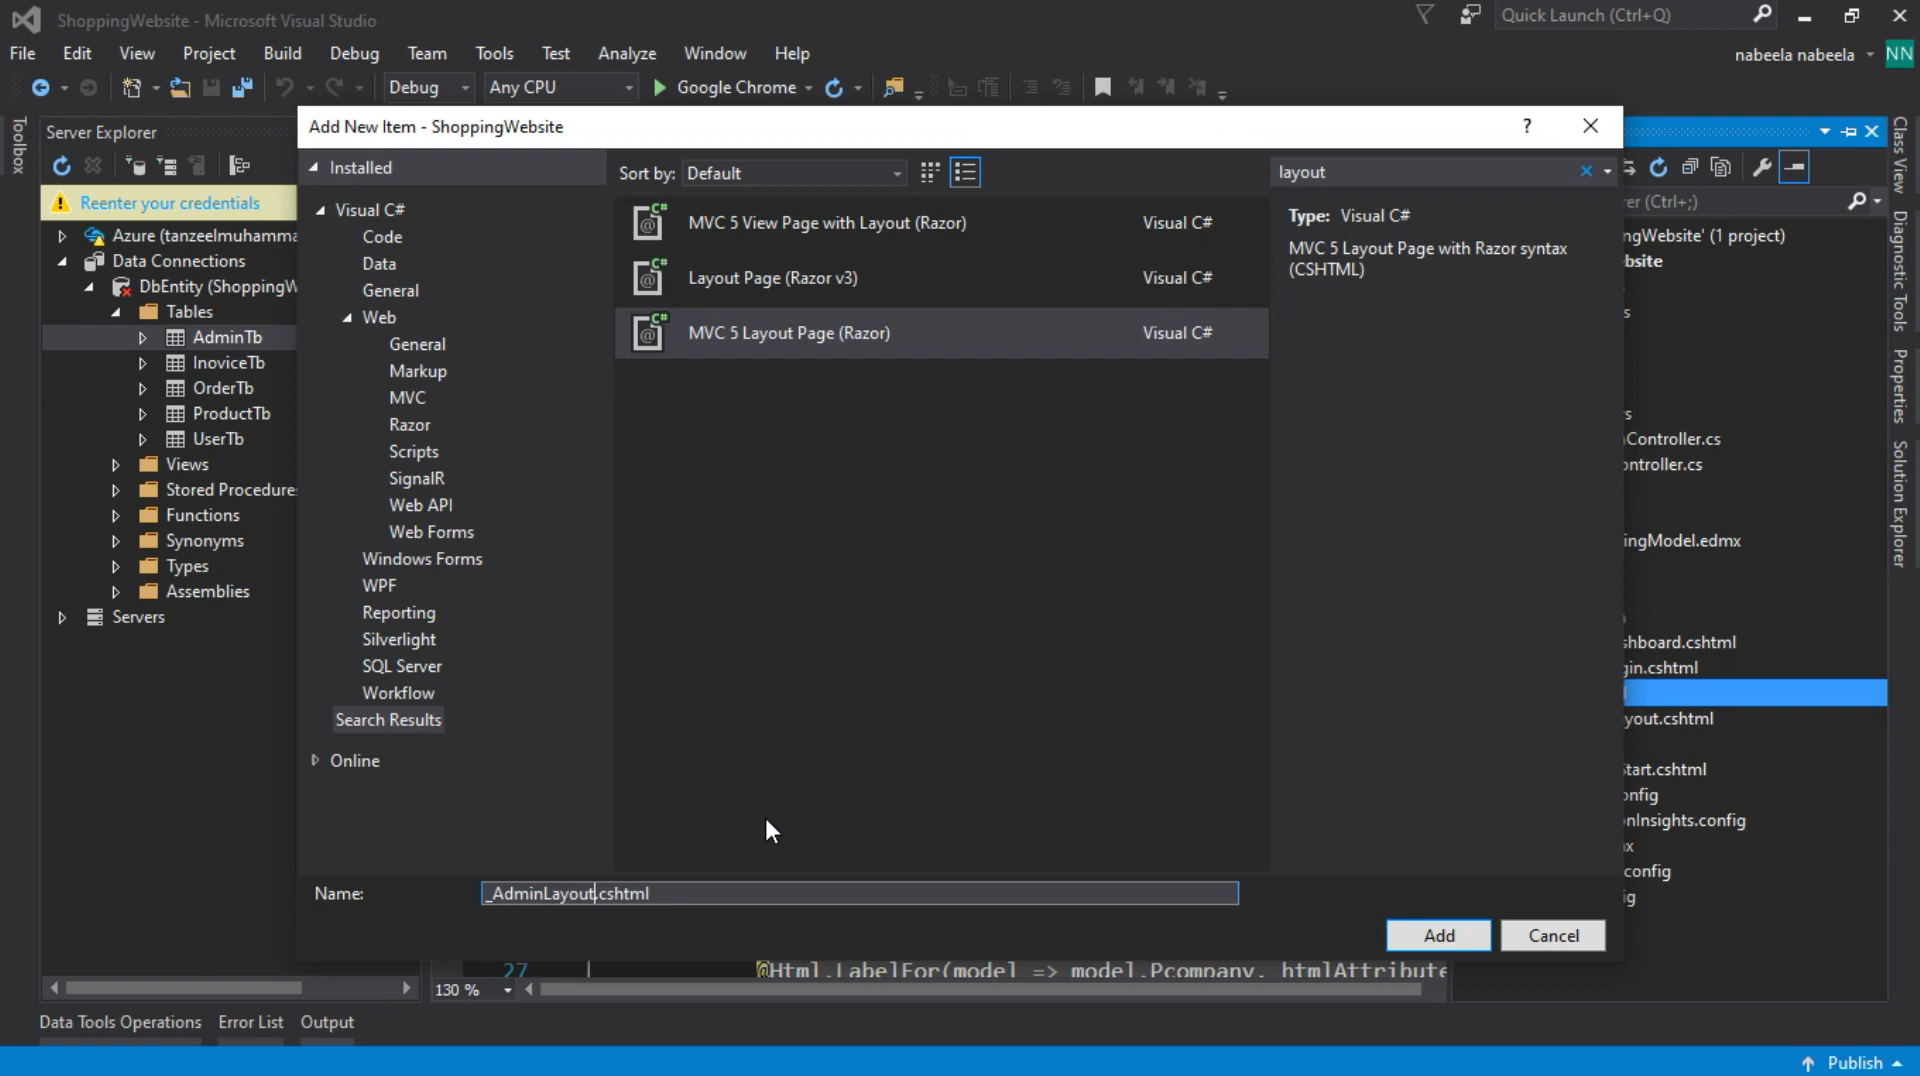 ShoppingWebsite - Microsoft Visual Studio
Quick Launch (Ctrl+Q)
File Edit View Project Build Debug Team Tools Test Analyze Window Help
nabeela nabeela NN
Debug Any CPU Google Chrome
Toolbox
Server Explorer
Reenter your credentials
Azure (tanzeelmuhamma
Data Connections
DbEntity (ShoppingW
Tables
AdminTb
InoviceTb
OrderTb
ProductTb
UserTb
Views
Stored Procedures
Functions
Synonyms
Types
Assemblies
Servers
Add New Item - ShoppingWebsite
?
Installed
Visual C#
Code
Data
General
Web
General
Markup
MVC
Razor
Scripts
SignalR
Web API
Web Forms
Windows Forms
WPF
Reporting
Silverlight
SQL Server
Workflow
Search Results
Online
Sort by: Default
MVC 5 View Page with Layout (Razor) Visual C#
Layout Page (Razor v3) Visual C#
MVC 5 Layout Page (Razor) Visual C#
layout
Type: Visual C#
MVC 5 Layout Page with Razor syntax
(CSHTML)
Name: _AdminLayout.cshtml
Add Cancel
rer (Ctrl+;)
ngWebsite' (1 project)
bsite
s
rs
nController.cs
ontroller.cs
ingModel.edmx
shboard.cshtml
gin.cshtml
yout.cshtml
Start.cshtml
onfig
onInsights.config
ax
config
ig
Class View
Diagnostic Tools
Properties
Solution Explorer
27 @Html.LabelFor(model => model.Pcompany, htmlAttribute
130 %
Data Tools Operations Error List Output
Publish